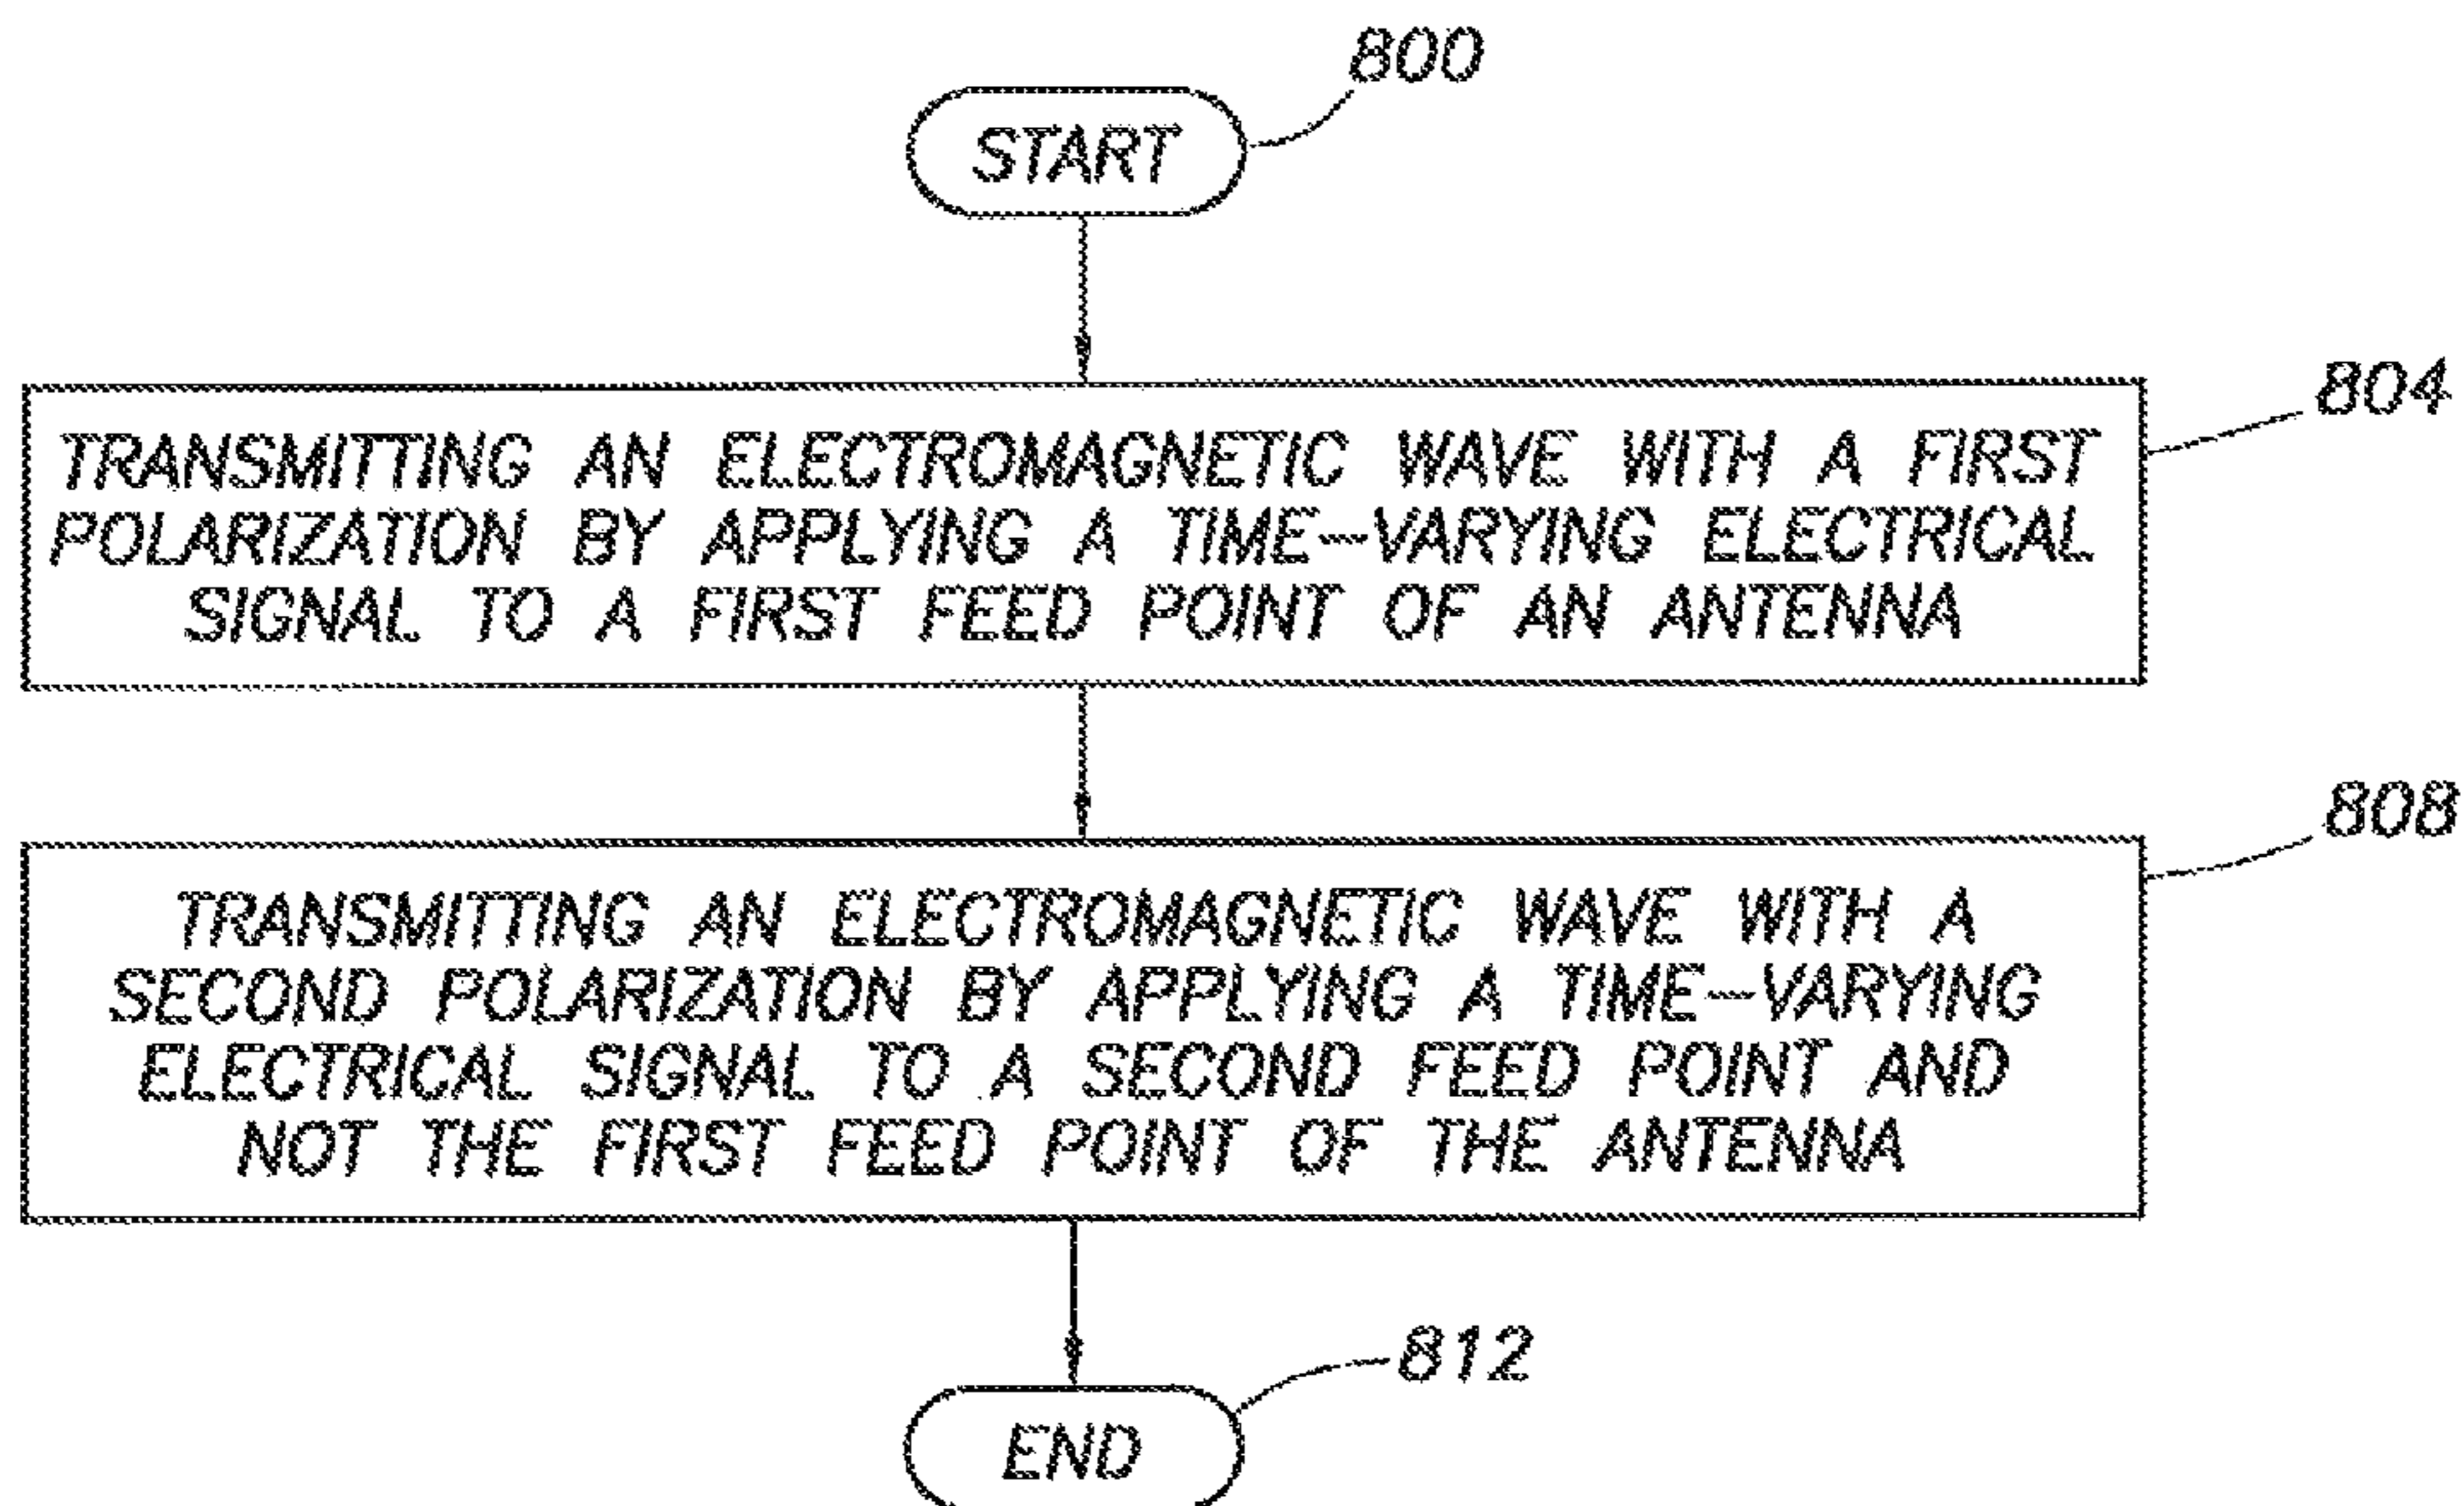 800
START
804
TRANSMITTING AN ELECTROMAGNETIC WAVE WITH A FIRST
POLARIZATION BY APPLYING A TIME-VARYING ELECTRICAL
SIGNAL TO A FIRST FEED POINT OF AN ANTENNA
808
TRANSMITTING AN ELECTROMAGNETIC WAVE WITH A
SECOND POLARIZATION BY APPLYING A TIME-VARYING
ELECTRICAL SIGNAL TO A SECOND FEED POINT AND
NOT THE FIRST FEED POINT OF THE ANTENNA
812
END